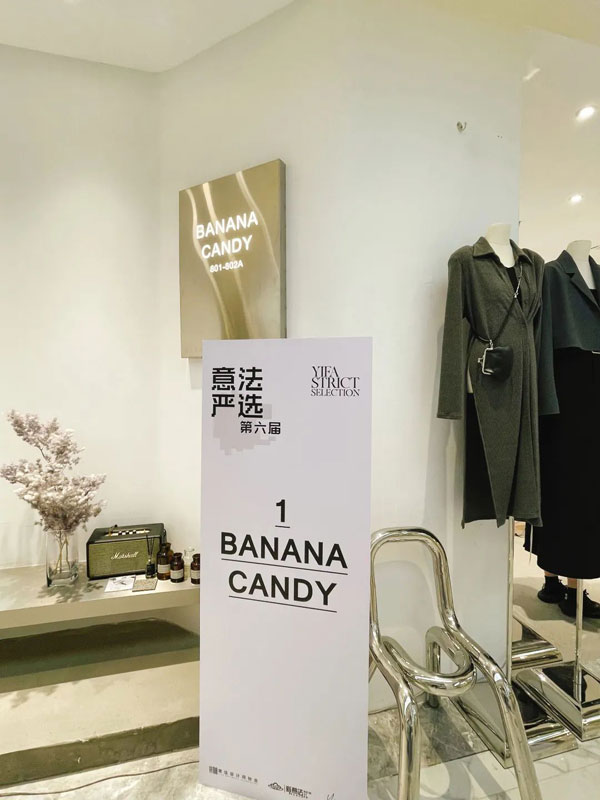 BANANA
CANDY
801-802A
意法
严选
第六届
YIFA
STRICT
SELECTION
1
BANANA
CANDY
Marshall